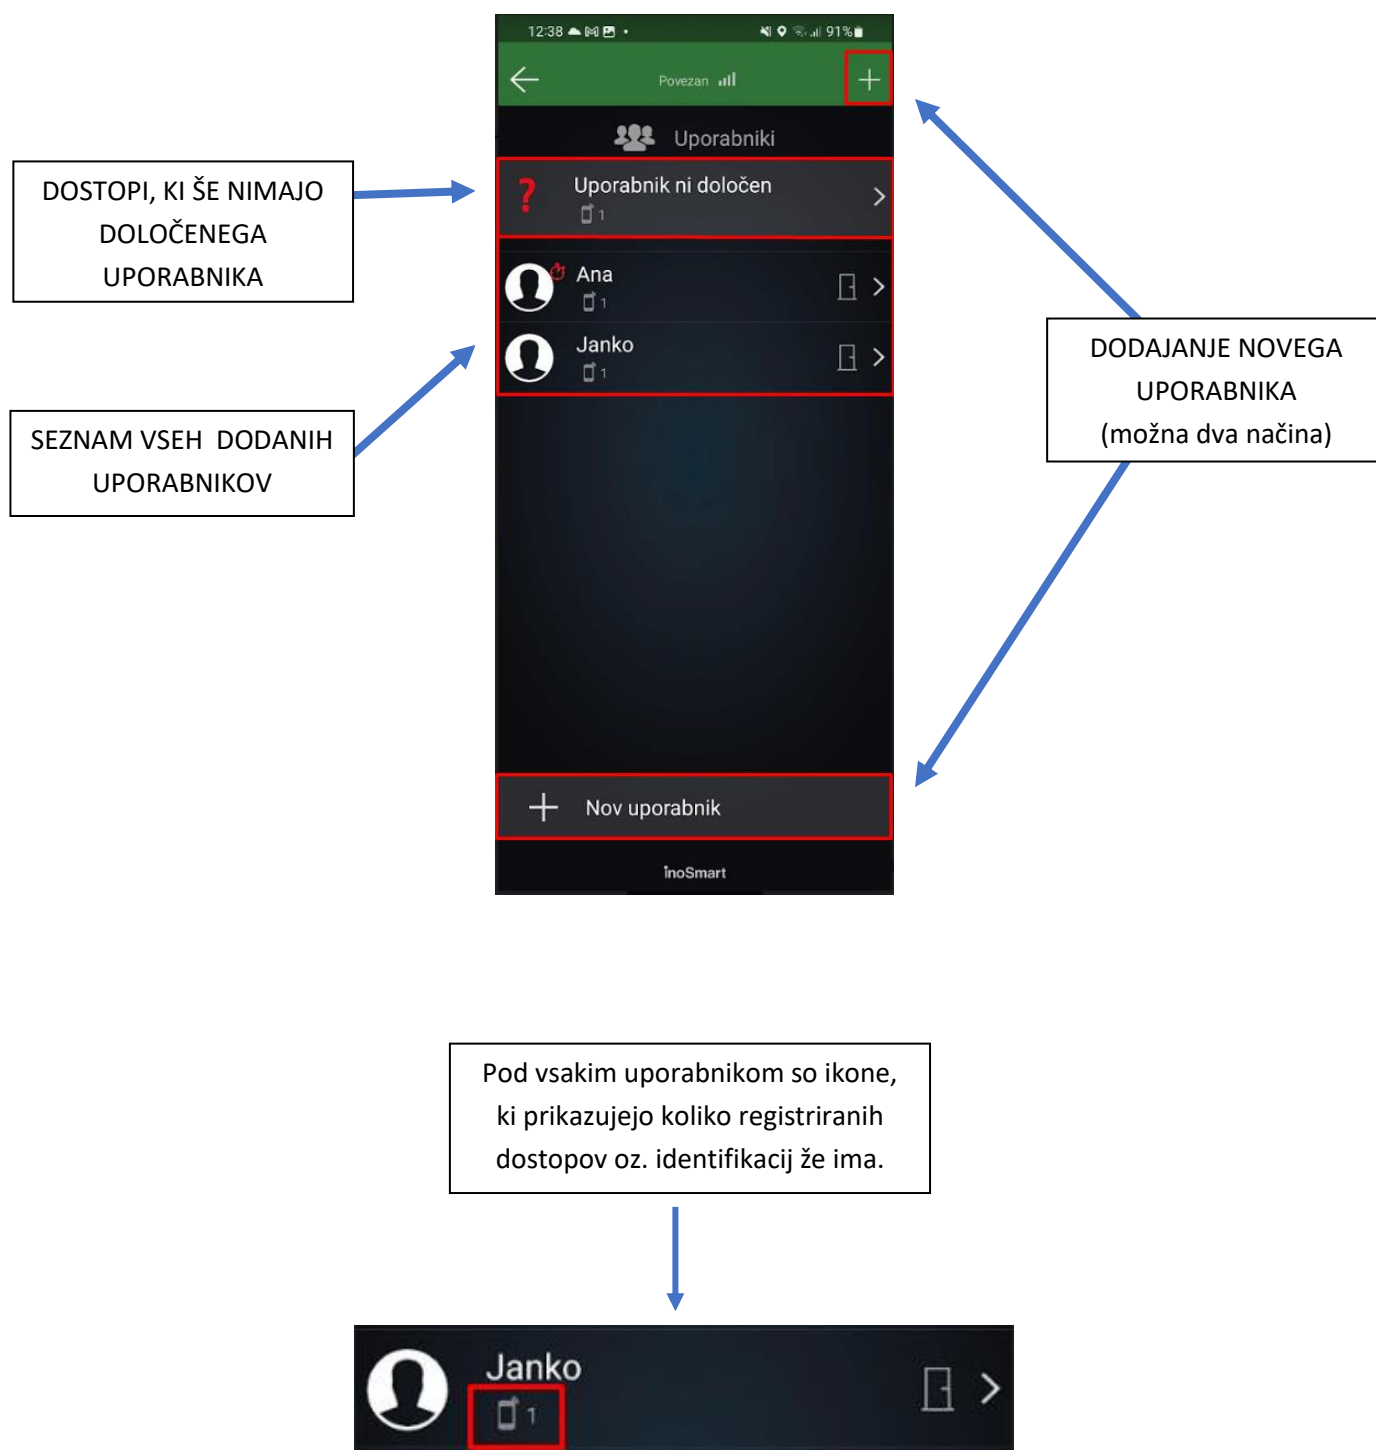 12:38
91%
Povezan
Uporabniki
DOSTOPI, KI ŠE NIMAJO
DOLOČENEGA
UPORABNIKA
?
Uporabnik ni določen
1
Ana
1
Janko
1
SEZNAM VSEH  DODANIH
UPORABNIKOV
DODAJANJE NOVEGA
UPORABNIKA
(možna dva načina)
Nov uporabnik
inoSmart
Pod vsakim uporabnikom so ikone,
ki prikazujejo koliko registriranih
dostopov oz. identifikacij že ima.
Janko
1